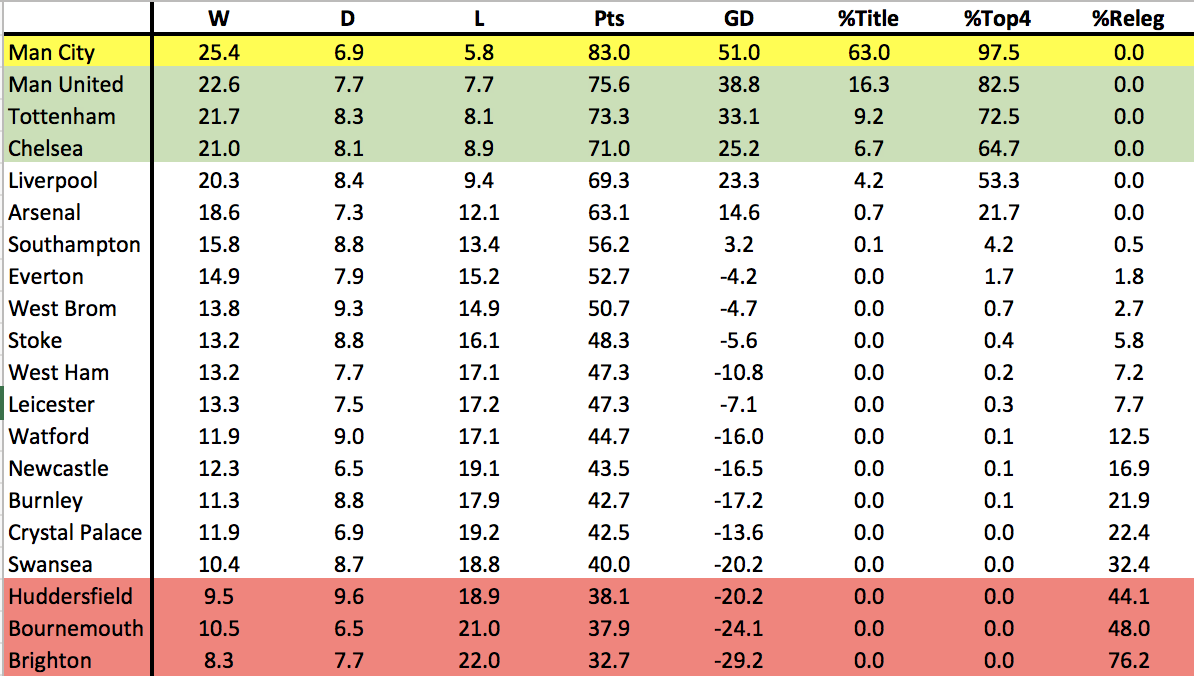 W D L Pts GD %Title %Top4 %Releg
Man City 25.4 6.9 5.8 83.0 51.0 63.0 97.5 0.0
Man United 22.6 7.7 7.7 75.6 38.8 16.3 82.5 0.0
Tottenham 21.7 8.3 8.1 73.3 33.1 9.2 72.5 0.0
Chelsea 21.0 8.1 8.9 71.0 25.2 6.7 64.7 0.0
Liverpool 20.3 8.4 9.4 69.3 23.3 4.2 53.3 0.0
Arsenal 18.6 7.3 12.1 63.1 14.6 0.7 21.7 0.0
Southampton 15.8 8.8 13.4 56.2 3.2 0.1 4.2 0.5
Everton 14.9 7.9 15.2 52.7 -4.2 0.0 1.7 1.8
West Brom 13.8 9.3 14.9 50.7 -4.7 0.0 0.7 2.7
Stoke 13.2 8.8 16.1 48.3 -5.6 0.0 0.4 5.8
West Ham 13.2 7.7 17.1 47.3 -10.8 0.0 0.2 7.2
Leicester 13.3 7.5 17.2 47.3 -7.1 0.0 0.3 7.7
Watford 11.9 9.0 17.1 44.7 -16.0 0.0 0.1 12.5
Newcastle 12.3 6.5 19.1 43.5 -16.5 0.0 0.1 16.9
Burnley 11.3 8.8 17.9 42.7 -17.2 0.0 0.1 21.9
Crystal Palace 11.9 6.9 19.2 42.5 -13.6 0.0 0.0 22.4
Swansea 10.4 8.7 18.8 40.0 -20.2 0.0 0.0 32.4
Huddersfield 9.5 9.6 18.9 38.1 -20.2 0.0 0.0 44.1
Bournemouth 10.5 6.5 21.0 37.9 -24.1 0.0 0.0 48.0
Brighton 8.3 7.7 22.0 32.7 -29.2 0.0 0.0 76.2